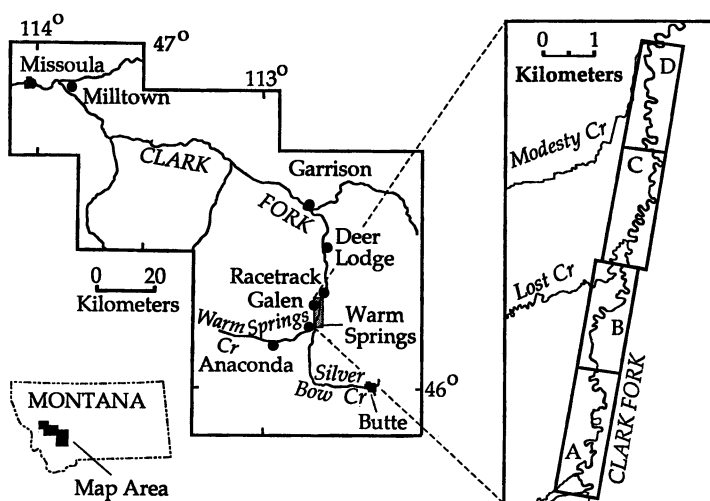 114°
47°
Missoula
Milltown
113°
CLARK
FORK
Garrison
Deer
Lodge
Racetrack
Galen
Warm Springs
Cr
Anaconda
Warm
Springs
Silver
Bow Cr
Butte
46°
0 20
Kilometers
MONTANA
Map Area
0 1
Kilometers
D
Modesty Cr
C
Lost Cr
B
CLARK FORK
A